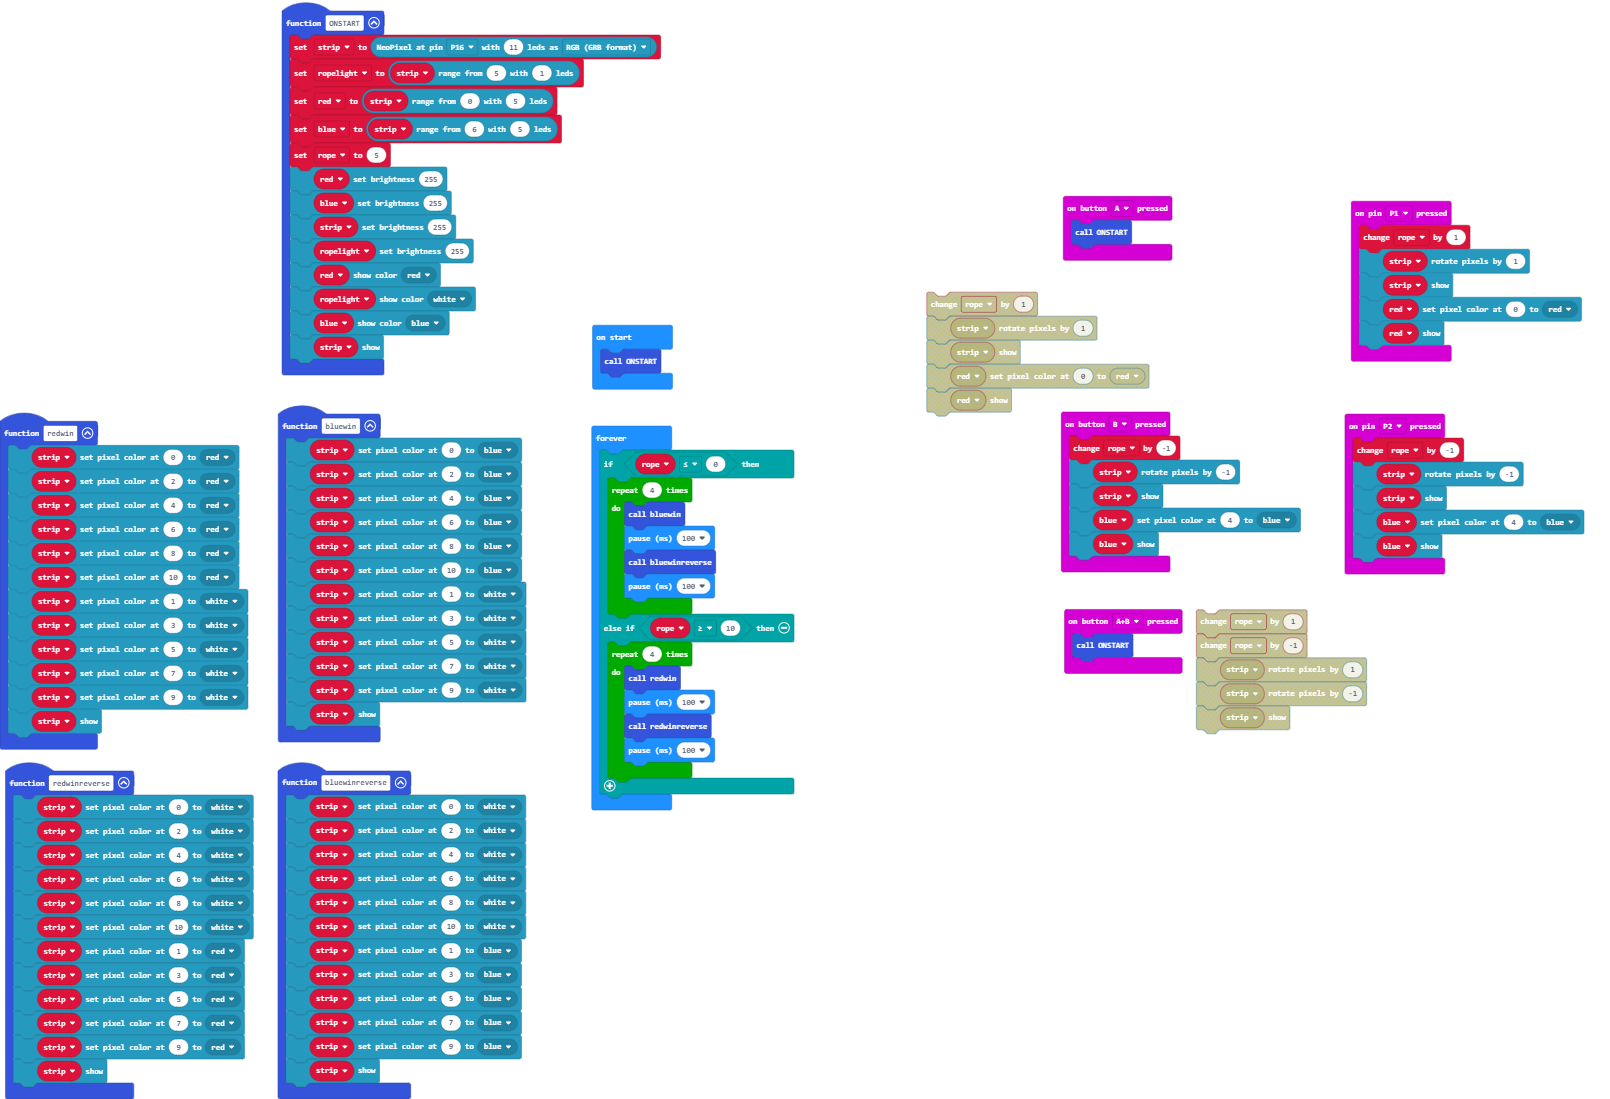 function ONSTART
set strip to NeoPixel at pin P16 with 11 leds as RGB (GRB format)
set ropelight to strip range from 5 with 1 leds
set red to strip range from 0 with 5 leds
set blue to strip range from 6 with 5 leds
set rope to 5
red set brightness 255
blue set brightness 255
strip set brightness 255
ropelight set brightness 255
red show color red
ropelight show color white
blue show color blue
strip show
on start
call ONSTART
on button A pressed
call ONSTART
on pin P1 pressed
change rope by 1
strip rotate pixels by 1
strip show
red set pixel color at 0 to red
red show
change rope by 1
strip rotate pixels by 1
strip show
red set pixel color at 0 to red
red show
function redwin
strip set pixel color at 0 to red
strip set pixel color at 2 to red
strip set pixel color at 4 to red
strip set pixel color at 6 to red
strip set pixel color at 8 to red
strip set pixel color at 10 to red
strip set pixel color at 1 to white
strip set pixel color at 3 to white
strip set pixel color at 5 to white
strip set pixel color at 7 to white
strip set pixel color at 9 to white
strip show
function bluewin
strip set pixel color at 0 to blue
strip set pixel color at 2 to blue
strip set pixel color at 4 to blue
strip set pixel color at 6 to blue
strip set pixel color at 8 to blue
strip set pixel color at 10 to blue
strip set pixel color at 1 to white
strip set pixel color at 3 to white
strip set pixel color at 5 to white
strip set pixel color at 7 to white
strip set pixel color at 9 to white
strip show
forever
if rope ≤ 0 then
repeat 4 times
do call bluewin
pause (ms) 100
call bluewinreverse
pause (ms) 100
else if rope ≥ 10 then
repeat 4 times
do call redwin
pause (ms) 100
call redwinreverse
pause (ms) 100
on button B pressed
change rope by -1
strip rotate pixels by -1
strip show
blue set pixel color at 4 to blue
blue show
on pin P2 pressed
change rope by -1
strip rotate pixels by -1
strip show
blue set pixel color at 4 to blue
blue show
on button A+B pressed
call ONSTART
change rope by 1
change rope by -1
strip rotate pixels by 1
strip rotate pixels by -1
strip show
function redwinreverse
strip set pixel color at 0 to white
strip set pixel color at 2 to white
strip set pixel color at 4 to white
strip set pixel color at 6 to white
strip set pixel color at 8 to white
strip set pixel color at 10 to white
strip set pixel color at 1 to red
strip set pixel color at 3 to red
strip set pixel color at 5 to red
strip set pixel color at 7 to red
strip set pixel color at 9 to red
strip show
function bluewinreverse
strip set pixel color at 0 to white
strip set pixel color at 2 to white
strip set pixel color at 4 to white
strip set pixel color at 6 to white
strip set pixel color at 8 to white
strip set pixel color at 10 to white
strip set pixel color at 1 to blue
strip set pixel color at 3 to blue
strip set pixel color at 5 to blue
strip set pixel color at 7 to blue
strip set pixel color at 9 to blue
strip show